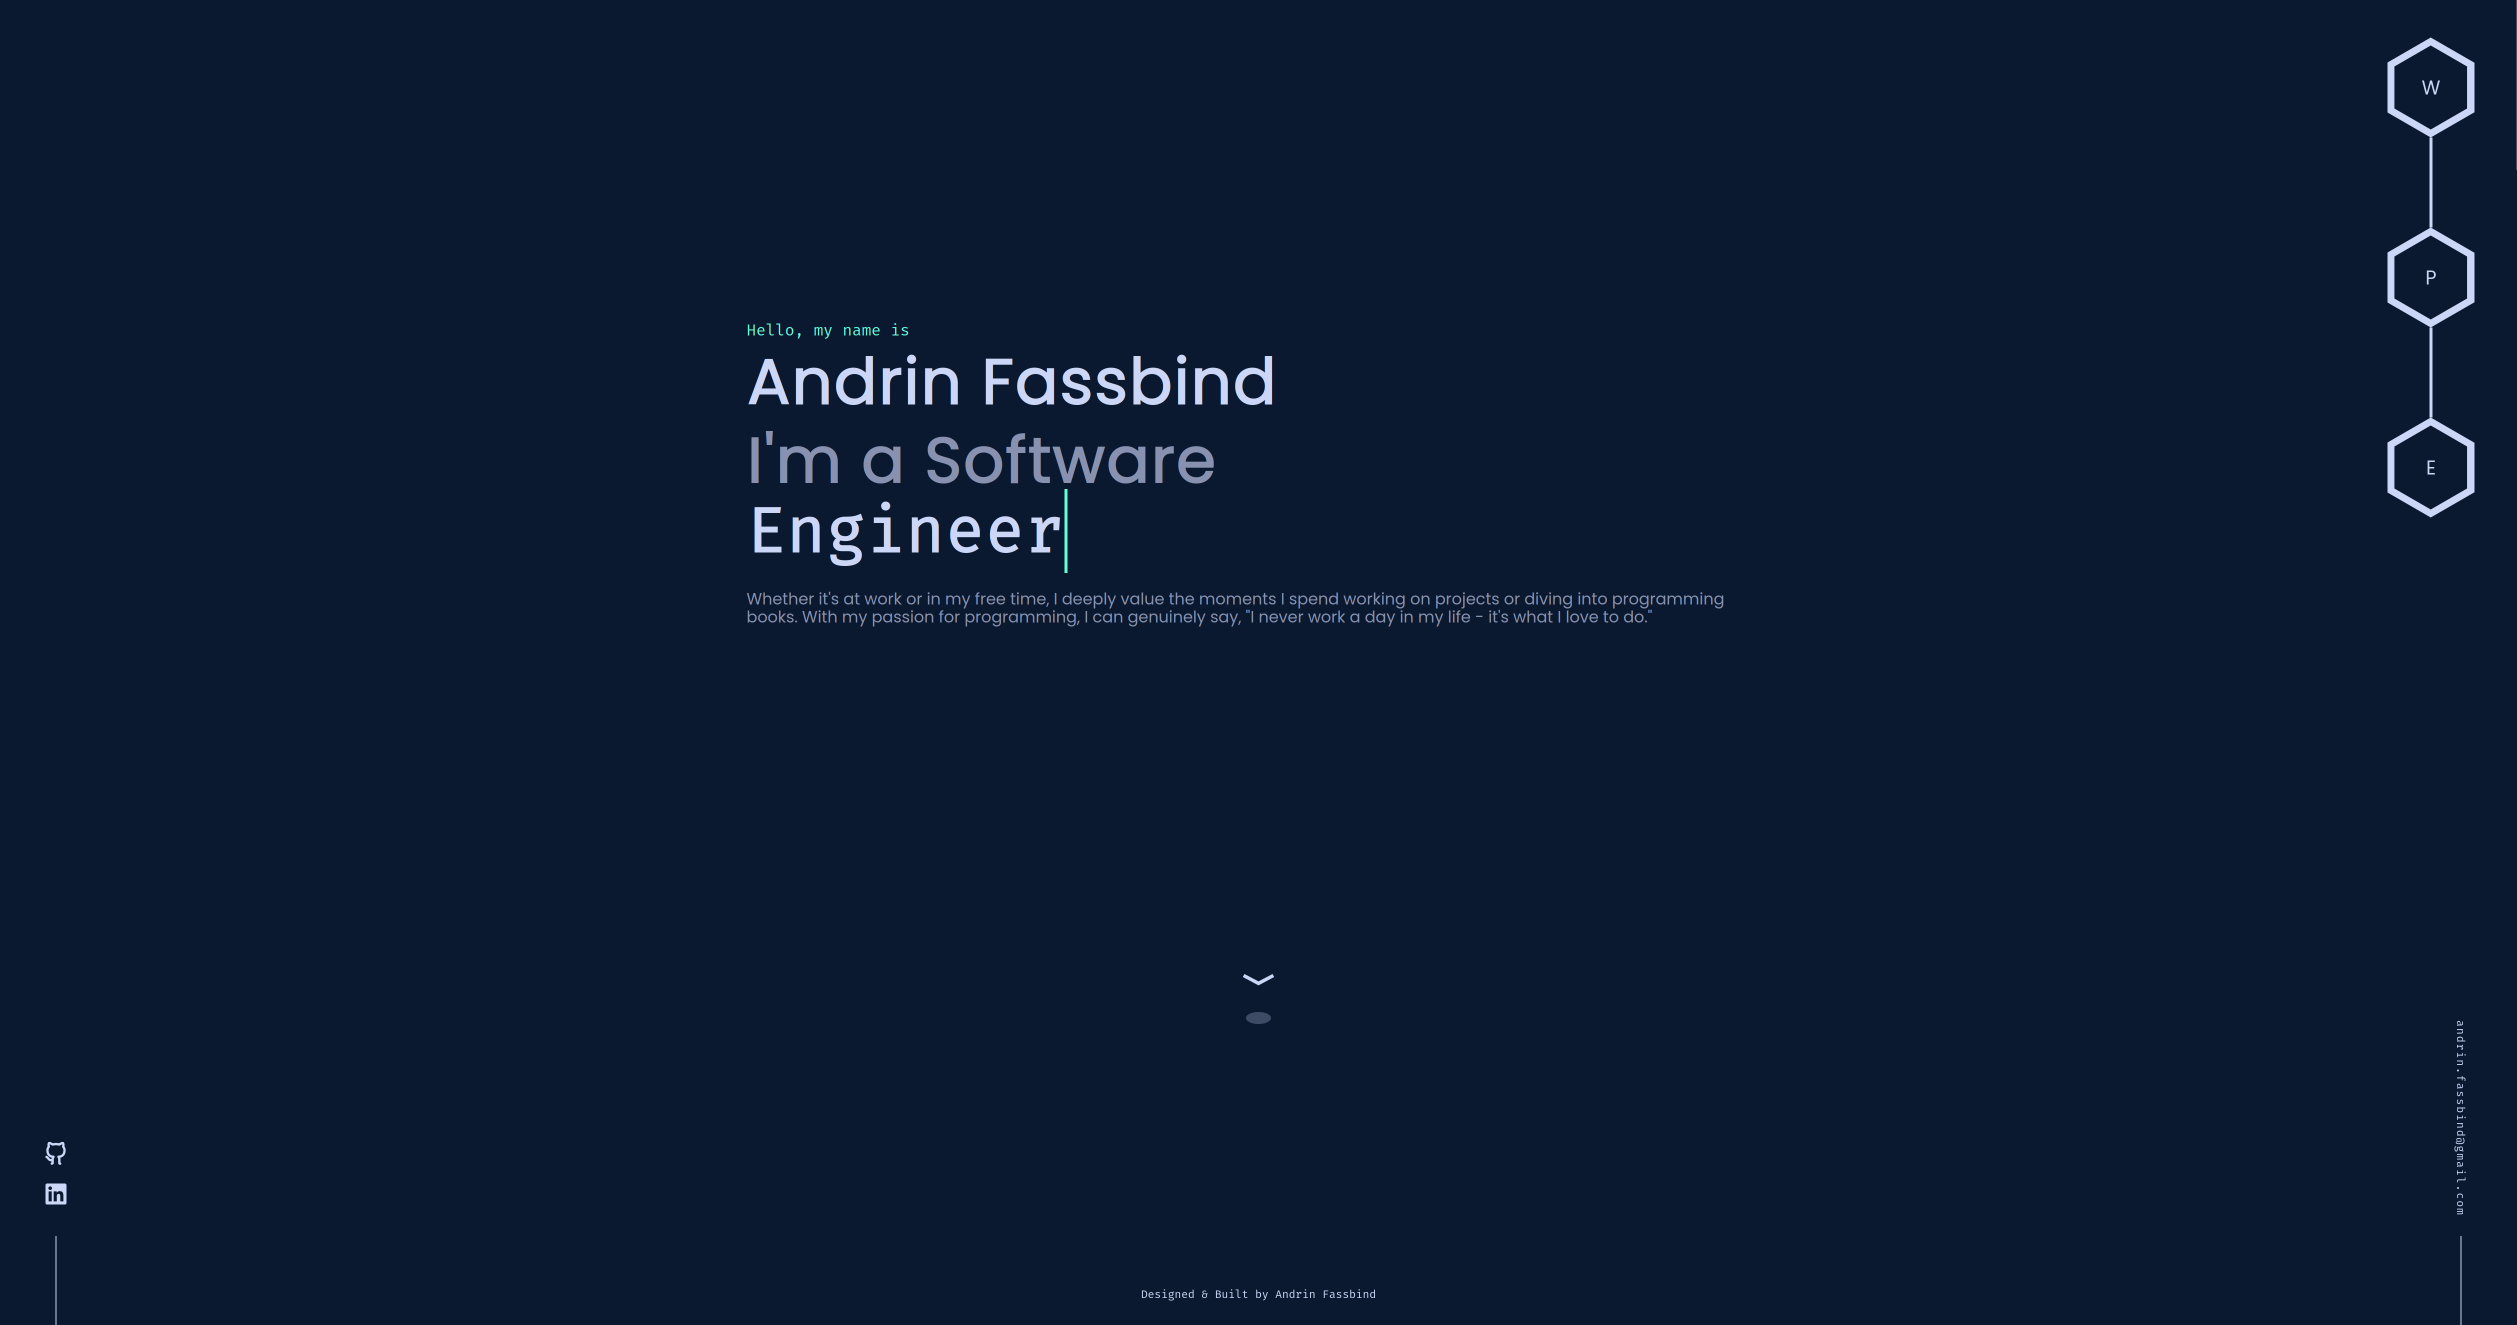 W
P
E
Hello, my name is
Andrin Fassbind
I'm a Software
Engineer
Whether it's at work or in my free time, I deeply value the moments I spend working on projects or diving into programming
books. With my passion for programming, I can genuinely say, "I never work a day in my life - it's what I love to do."
andrin.fassbind@gmail.com
in
Designed & Built by Andrin Fassbind